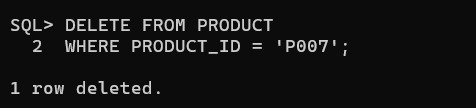 SQL> DELETE FROM PRODUCT
  2  WHERE PRODUCT_ID = 'P007';
1 row deleted.